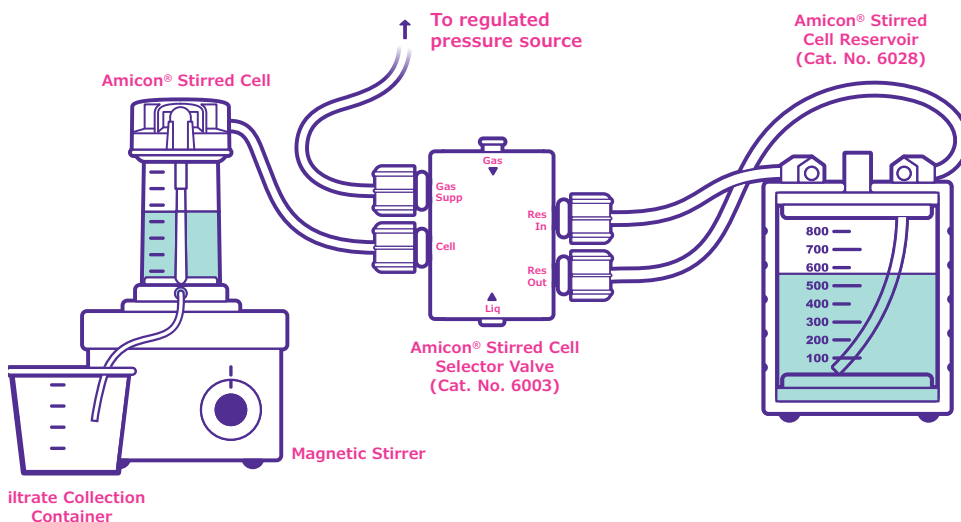 To regulated
pressure source
Amicon® Stirred
Cell Reservoir
(Cat. No. 6028)
Amicon® Stirred Cell
Gas
Gas
Supp
Res
In
Cell
Res
Out
Liq
800
700
600
500
400
300
200
100
Amicon® Stirred Cell
Selector Valve
(Cat. No. 6003)
Magnetic Stirrer
iltrate Collection
Container